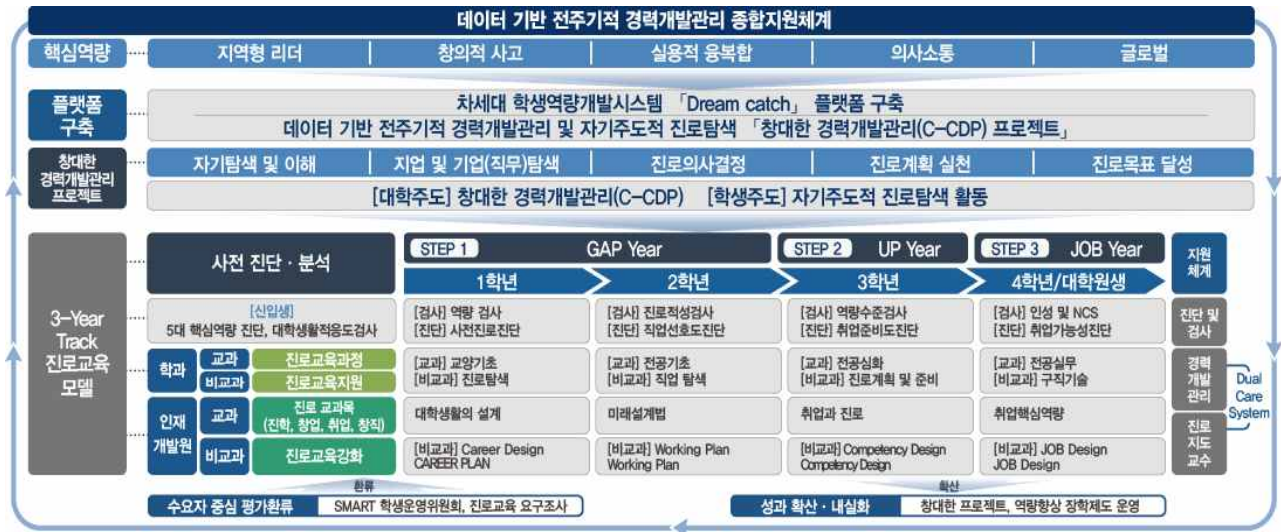 데이터 기반 전주기적 경력개발관리 종합지원체계
핵심역량
지역형 리더
창의적 사고
실용적 융복합
의사소통
글로벌
플랫폼
구축
차세대 학생역량개발시스템 「Dream catch」 플랫폼 구축
데이터 기반 전주기적 경력개발관리 및 자기주도적 진로탐색 「창대한 경력개발관리(C-CDP) 프로젝트」
창대한
경력개발관리
프로젝트
자기탐색 및 이해
지업 및 기업(직무)탐색
진로의사결정
진로계획 실천
진로목표 달성
[대학주도] 창대한 경력개발관리(C-CDP) [학생주도] 자기주도적 진로탐색 활동
3-Year
Track
진로교육
모델
사전 진단 · 분석
STEP 1 GAP Year
STEP 2 UP Year
STEP 3 JOB Year
지원
체계
1학년
2학년
3학년
4학년/대학원생
[신입생]
5대 핵심역량 진단, 대학생활적응도검사
[검사] 역량 검사
[진단] 사전진로진단
[검사] 진로적성검사
[진단] 직업선호도진단
[검사] 역량수준검사
[진단] 취업준비도진단
[검사] 인성 및 NCS
[진단] 취업가능성진단
진단 및
검사
학과
교과
진로교육과정
비교과
진로교육지원
[교과] 교양기초
[비교과] 진로탐색
[교과] 전공기초
[비교과] 직업 탐색
[교과] 전공심화
[비교과] 진로계획 및 준비
[교과] 전공실무
[비교과] 구직기술
경력
개발
관리
Dual
Care
System
인재
개발원
교과
진로 교과목
(진학, 창업, 취업, 창직)
대학생활의 설계
미래설계법
취업과 진로
취업핵심역량
진로
지도
교수
비교과
진로교육강화
[비교과] Career Design
CAREER PLAN
[비교과] Working Plan
Working Plan
[비교과] Competency Design
Competency Design
[비교과] JOB Design
JOB Design
환류
확산
수요자 중심 평가환류
SMART 학생운영위원회, 진로교육 요구조사
성과 확산 · 내실화
창대한 프로젝트, 역량향상 장학제도 운영